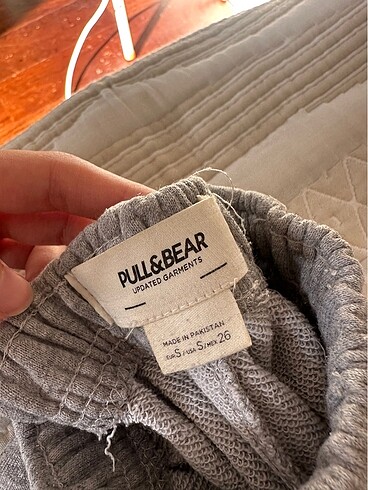 PULL&BEAR
UPDATED GARMENTS
MADE IN PAKISTAN
EUR S / USA S / MEX 26